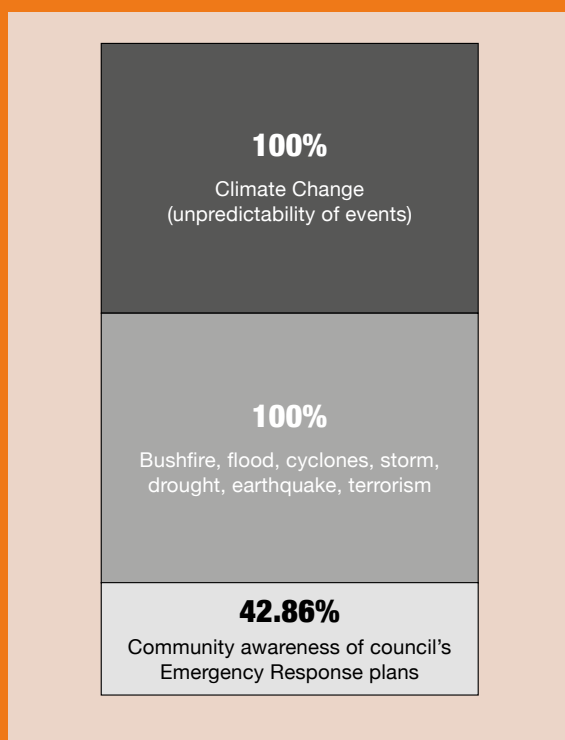 100%
Climate Change
(unpredictability of events)
100%
Bushfire, flood, cyclones, storm,
drought, earthquake, terrorism
42.86%
Community awareness of council’s
Emergency Response plans